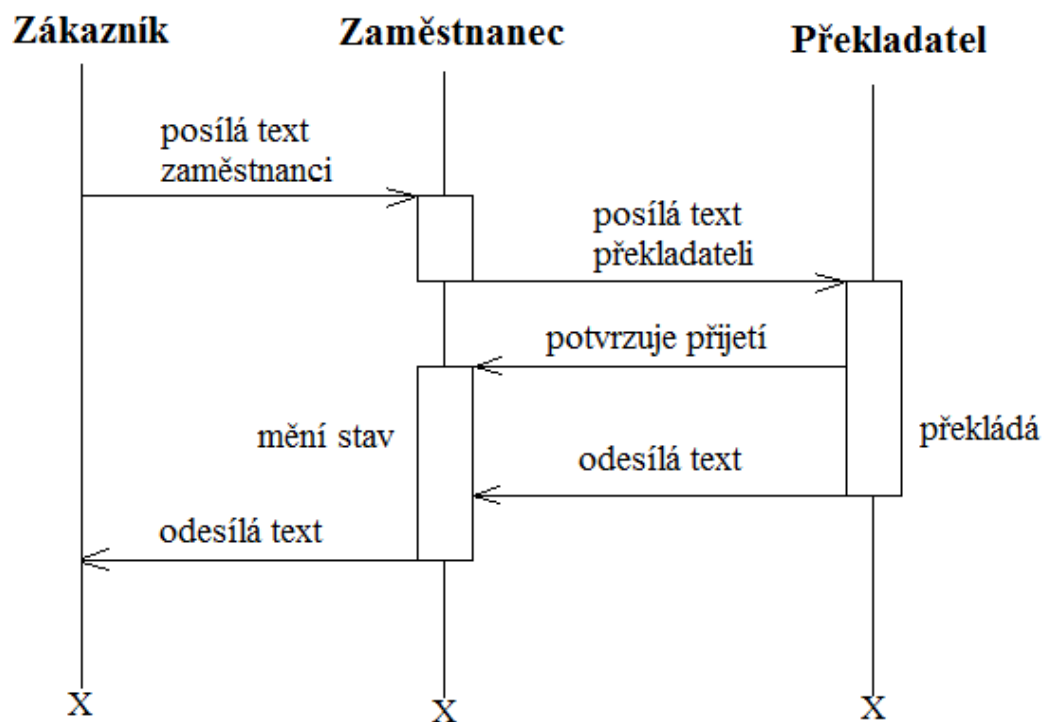 Zákazník
Zaměstnanec
Překladatel
posílá text
zaměstnanci
posílá text
překladateli
potvrzuje přijetí
mění stav
překládá
odesílá text
odesílá text
X
X
X